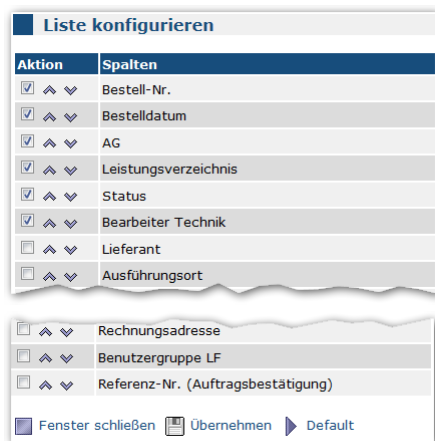 Liste konfigurieren
Aktion Spalten
Bestell-Nr.
Bestelldatum
AG
Leistungsverzeichnis
Status
Bearbeiter Technik
Lieferant
Ausführungsort
Rechnungsadresse
Benutzergruppe LF
Referenz-Nr. (Auftragsbestätigung)
Fenster schließen Übernehmen Default